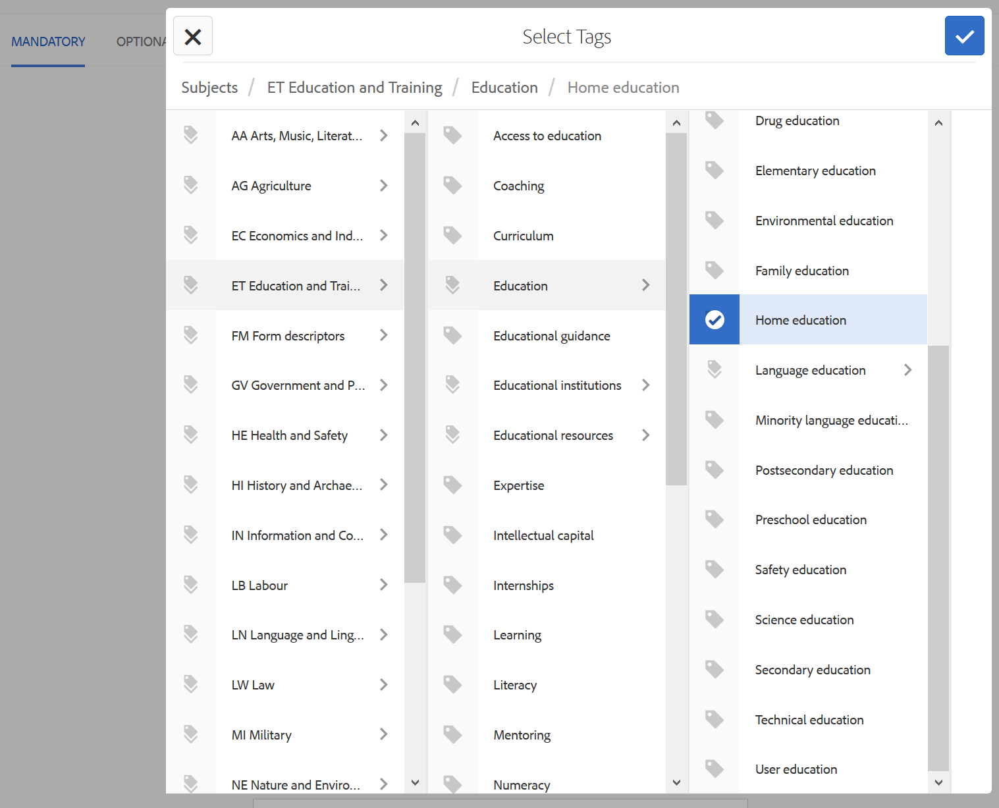 MANDATORY
OPTIONA
Select Tags
Subjects / ET Education and Training / Education / Home education
AA Arts, Music, Literat...
AG Agriculture
EC Economics and Ind...
ET Education and Trai...
FM Form descriptors
GV Government and P...
HE Health and Safety
HI History and Archae...
IN Information and Co...
LB Labour
LN Language and Ling...
LW Law
MI Military
NE Nature and Enviro...
Access to education
Coaching
Curriculum
Education
Educational guidance
Educational institutions
Educational resources
Expertise
Intellectual capital
Internships
Learning
Literacy
Mentoring
Numeracy
Drug education
Elementary education
Environmental education
Family education
Home education
Language education
Minority language educati...
Postsecondary education
Preschool education
Safety education
Science education
Secondary education
Technical education
User education